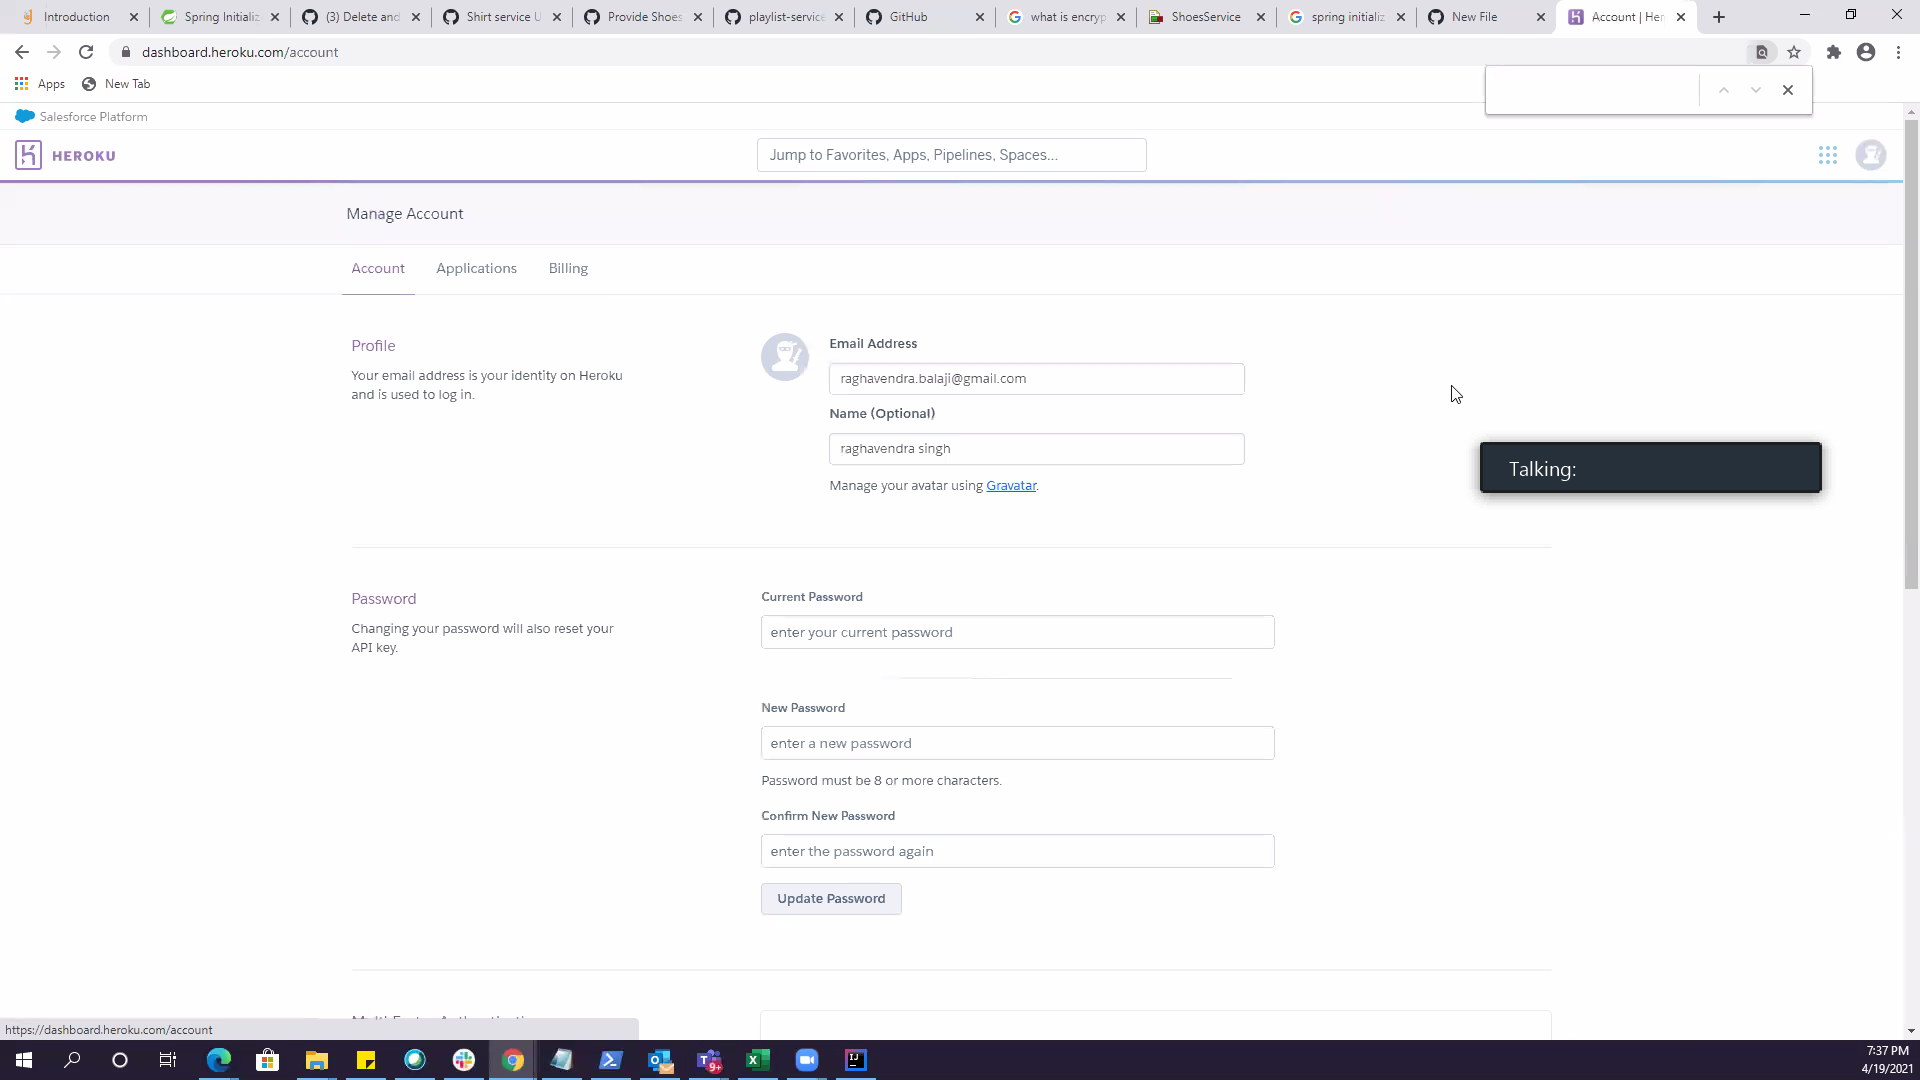 Introduction
Spring Initializ
(3) Delete and
Shirt service U
Provide Shoes
playlist-service
GitHub
what is encryp
ShoesService
spring initializ
New File
Account | Her
dashboard.heroku.com/account
Apps
New Tab
Salesforce Platform
HEROKU
Jump to Favorites, Apps, Pipelines, Spaces...
Manage Account
Account
Applications
Billing
Profile
Your email address is your identity on Heroku
and is used to log in.
Email Address
raghavendra.balaji@gmail.com
Name (Optional)
raghavendra singh
Manage your avatar using Gravatar.
Talking:
Password
Changing your password will also reset your
API key.
Current Password
enter your current password
New Password
enter a new password
Password must be 8 or more characters.
Confirm New Password
enter the password again
Update Password
https://dashboard.heroku.com/account
9+
7:37 PM
4/19/2021